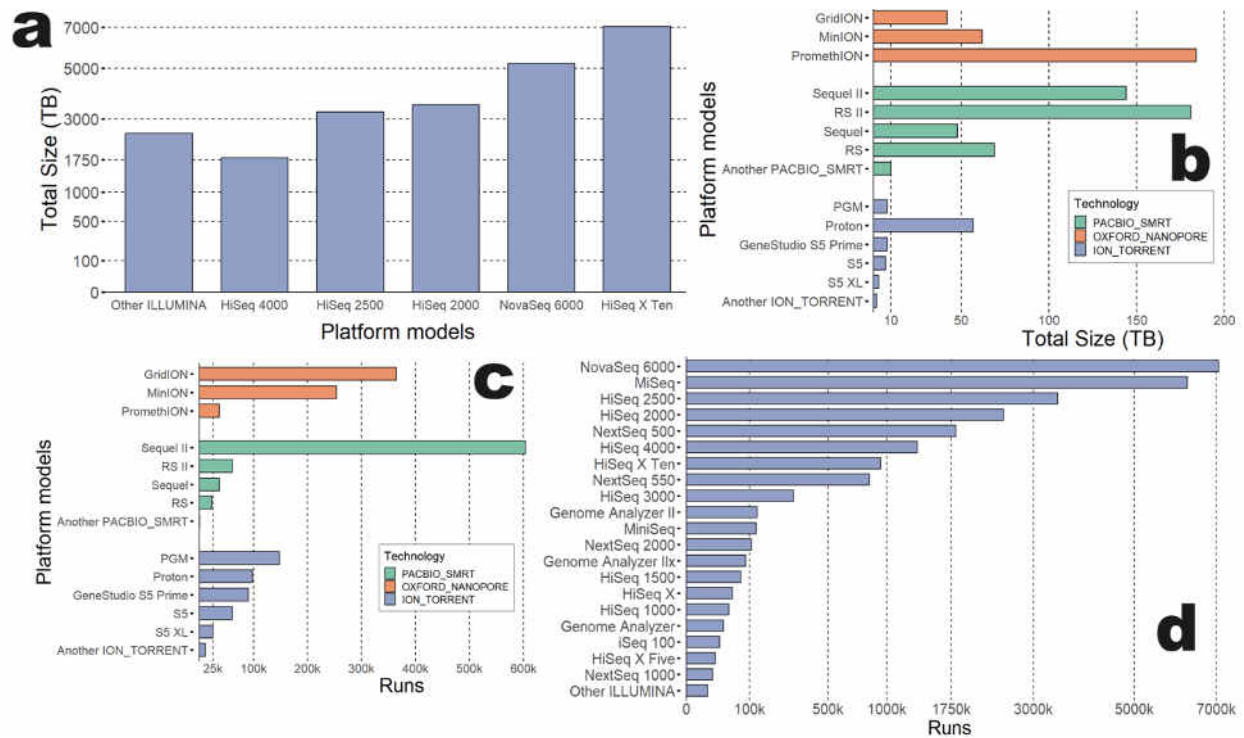 a
Total Size (TB)
7000
5000
3000
1750
1000
500
100
0
Other ILLUMINA
HiSeq 4000
HiSeq 2500
HiSeq 2000
NovaSeq 6000
HiSeq X Ten
Platform models
b
Platform models
GridION
MinION
PromethION
Sequel II
RS II
Sequel
RS
Another PACBIO_SMRT
PGM
Proton
GeneStudio S5 Prime
S5
S5 XL
Another ION_TORRENT
10
50
100
150
200
Total Size (TB)
Technology
PACBIO_SMRT
OXFORD_NANOPORE
ION_TORRENT
c
Platform models
GridION
MinION
PromethION
Sequel II
RS II
Sequel
RS
Another PACBIO_SMRT
PGM
Proton
GeneStudio S5 Prime
S5
S5 XL
Another ION_TORRENT
25k
100k
200k
300k
400k
500k
600k
Runs
Technology
PACBIO_SMRT
OXFORD_NANOPORE
ION_TORRENT
d
NovaSeq 6000
MiSeq
HiSeq 2500
HiSeq 2000
NextSeq 500
HiSeq 4000
HiSeq X Ten
NextSeq 550
HiSeq 3000
Genome Analyzer II
MiniSeq
NextSeq 2000
Genome Analyzer IIx
HiSeq 1500
HiSeq X
HiSeq 1000
Genome Analyzer
iSeq 100
HiSeq X Five
NextSeq 1000
Other ILLUMINA
0
100k
500k
1000k
1750k
3000k
5000k
7000k
Runs